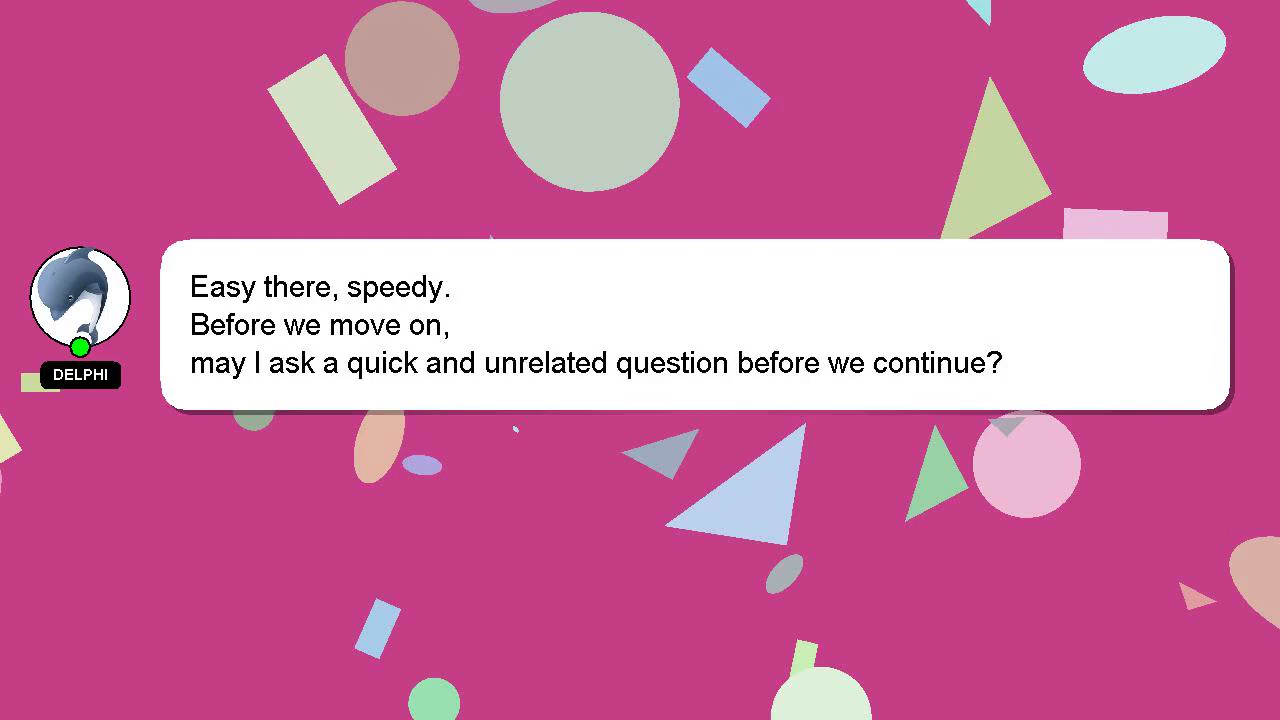 Easy there, speedy.
Before we move on,
may I ask a quick and unrelated question before we continue?
DELPHI